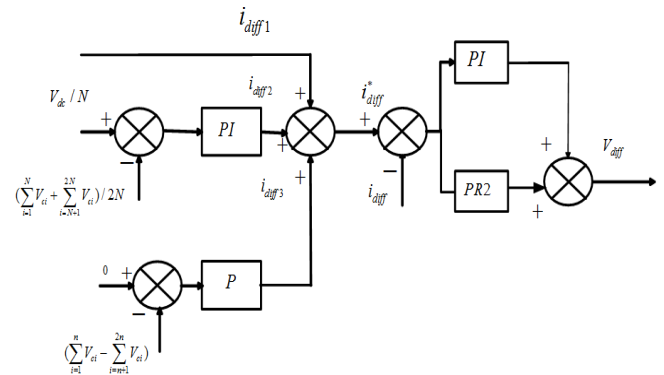 i_diff1
V_dc / N
+
−
(∑_{i=1}^{N} V_ci + ∑_{i=N+1}^{2N} V_ci) / 2N
PI
i_diff2
+
+
+
i_diff3
i*_diff
+
−
i_diff
PI
PR2
+
+
V_diff
0
+
−
P
(∑_{i=1}^{n} V_ci − ∑_{i=n+1}^{2n} V_ci)